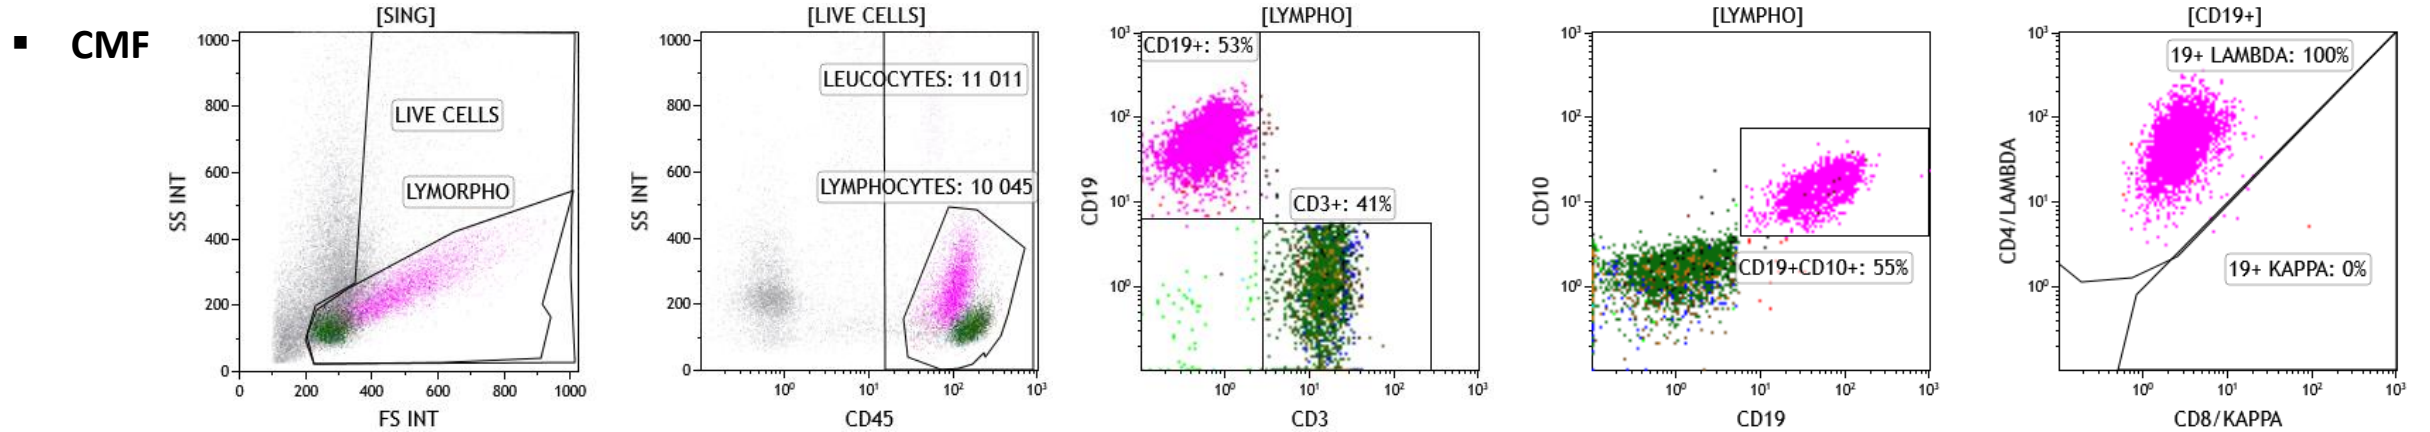 ▪ CMF
[SING]
1000
800
600
400
200
0
SS INT
LIVE CELLS
LYMORPHO
0 200 400 600 800 1000
FS INT
[LIVE CELLS]
1000
800
600
400
200
0
SS INT
LEUCOCYTES: 11 011
LYMPHOCYTES: 10 045
10⁰ 10¹ 10² 10³
CD45
[LYMPHO]
10³
10²
10¹
10⁰
CD19
CD19+: 53%
CD3+: 41%
10⁰ 10¹ 10² 10³
CD3
[LYMPHO]
10³
10²
10¹
10⁰
CD10
CD19+CD10+: 55%
10⁰ 10¹ 10² 10³
CD19
[CD19+]
10³
10²
10¹
10⁰
CD4/LAMBDA
19+ LAMBDA: 100%
19+ KAPPA: 0%
10⁰ 10¹ 10² 10³
CD8/KAPPA